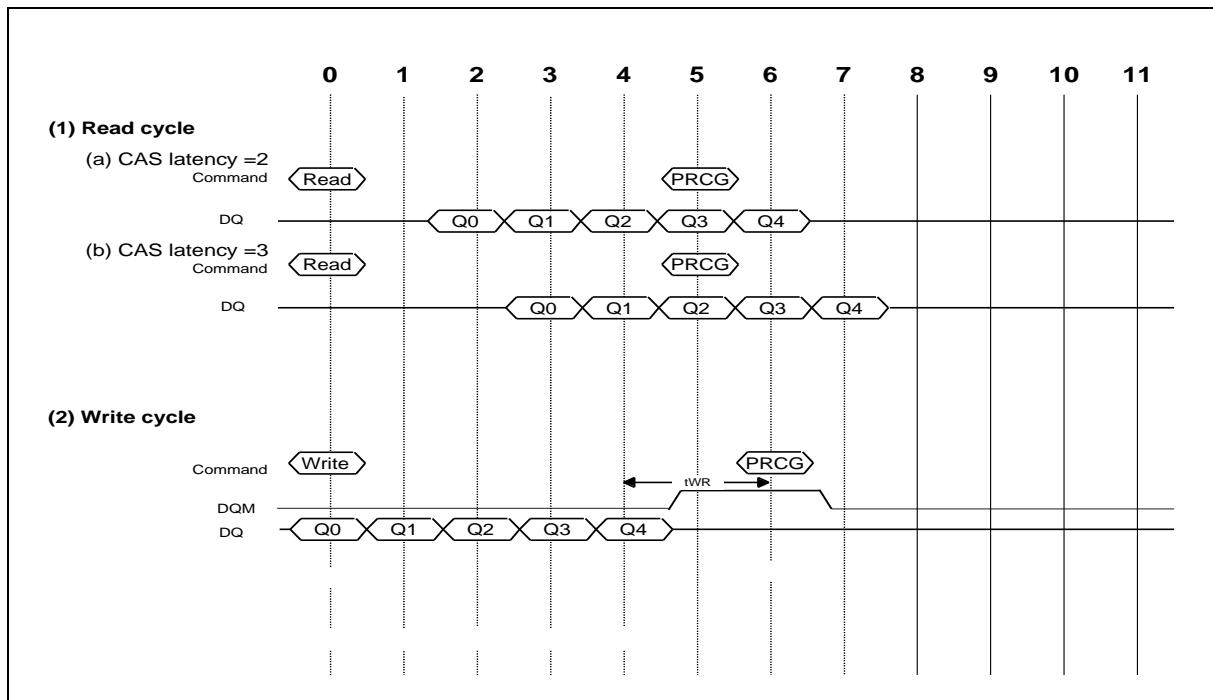 0 1 2 3 4 5 6 7 8 9 10 11
(1) Read cycle
(a) CAS latency =2
Command Read PRCG
DQ Q0 Q1 Q2 Q3 Q4
(b) CAS latency =3
Command Read PRCG
DQ Q0 Q1 Q2 Q3 Q4
(2) Write cycle
Command Write PRCG
tWR
DQM
DQ Q0 Q1 Q2 Q3 Q4